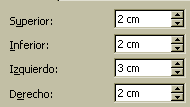 Superior: 2 cm
Inferior: 2 cm
Izquierdo: 3 cm
Derecho: 2 cm